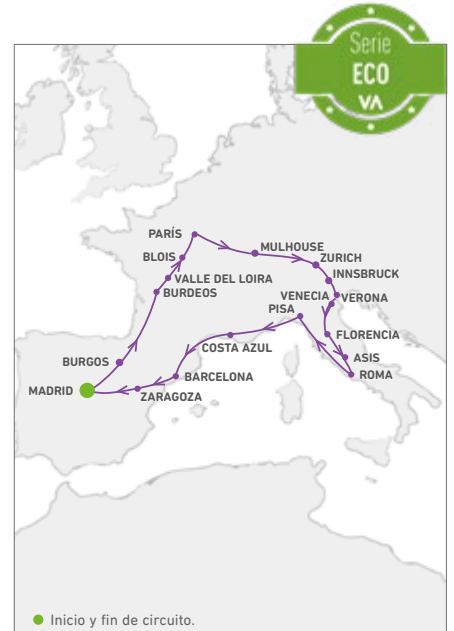 Serie
ECO
VA
PARÍS
MULHOUSE
BLOIS
ZURICH
VALLE DEL LOIRA
INNSBRUCK
BURDEOS
VENECIA
VERONA
PISA
FLORENCIA
COSTA AZUL
ASIS
BURGOS
ROMA
BARCELONA
MADRID
ZARAGOZA
Inicio y fin de circuito.